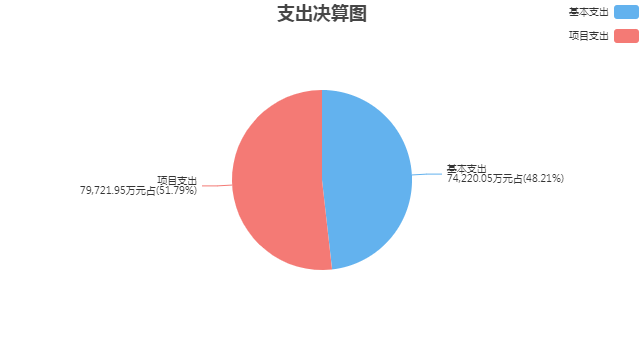 支出决算图
基本支出
项目支出
项目支出
79,721.95万元占(51.79%)
基本支出
74,220.05万元占(48.21%)